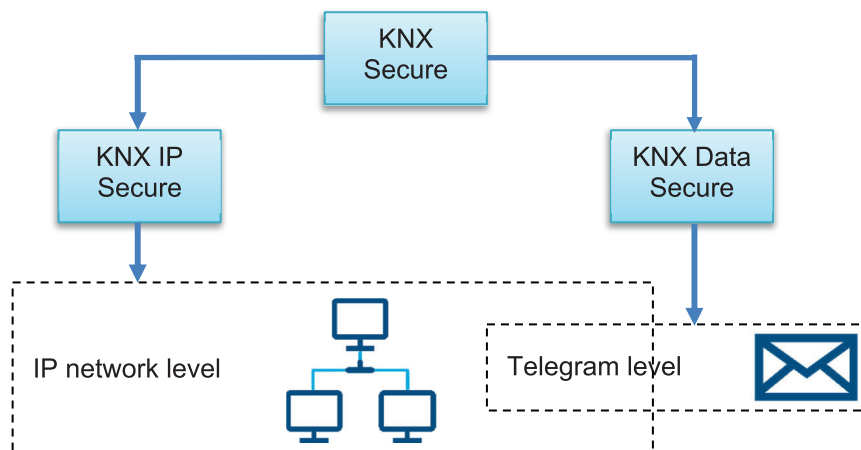 KNX
Secure
KNX IP
Secure
KNX Data
Secure
IP network level
Telegram level